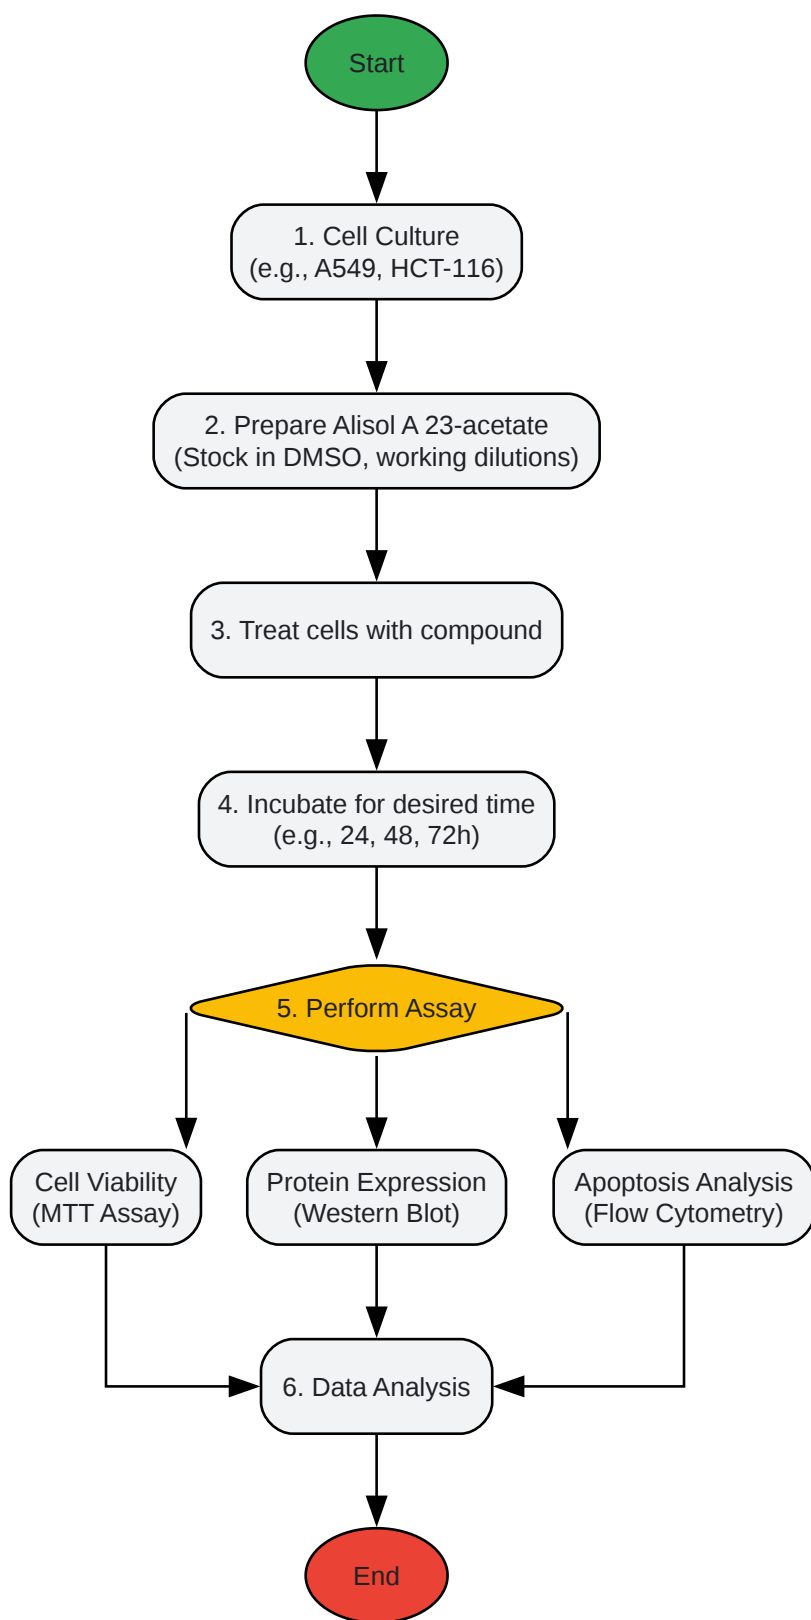 Start
1. Cell Culture
(e.g., A549, HCT-116)
2. Prepare Alisol A 23-acetate
(Stock in DMSO, working dilutions)
3. Treat cells with compound
4. Incubate for desired time
(e.g., 24, 48, 72h)
5. Perform Assay
Cell Viability
(MTT Assay)
Protein Expression
(Western Blot)
Apoptosis Analysis
(Flow Cytometry)
6. Data Analysis
End